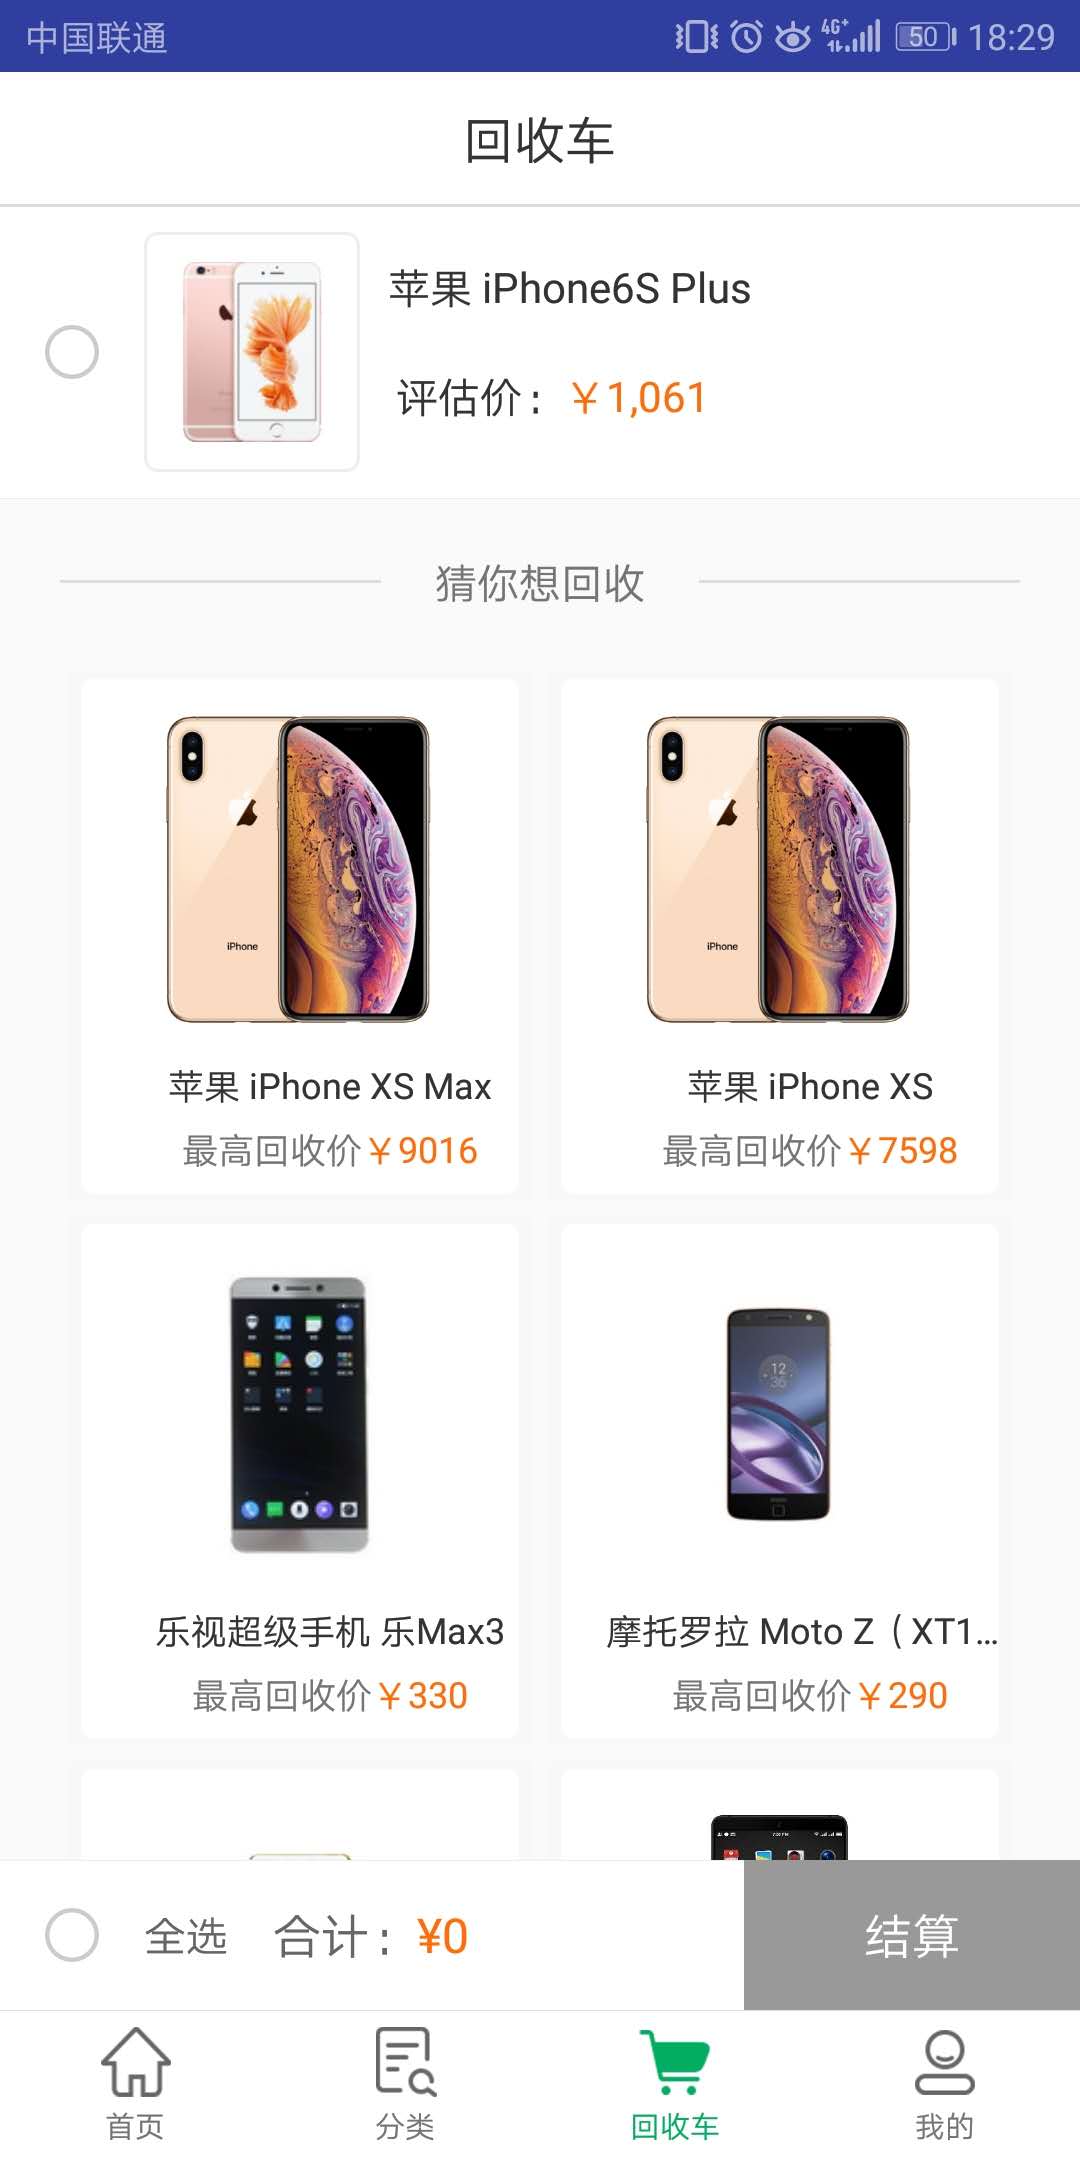 中国联通 4G+ 50 18:29
回收车
苹果 iPhone6S Plus
评估价：￥1,061
猜你想回收
iPhone iPhone
苹果 iPhone XS Max 苹果 iPhone XS
最高回收价￥9016 最高回收价￥7598
12
36
乐视超级手机 乐Max3 摩托罗拉 Moto Z（XT1...
最高回收价￥330 最高回收价￥290
全选 合计：¥0 结算
首页 分类 回收车 我的